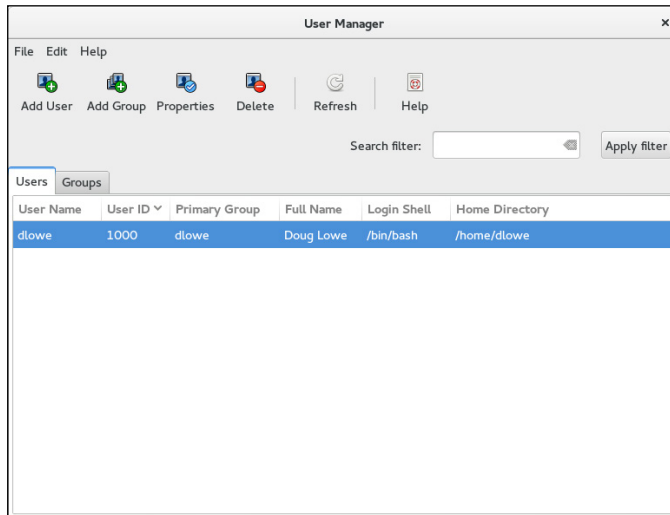 User Manager
×
File Edit Help
Add User Add Group Properties Delete Refresh Help
Search filter: Apply filter
Users Groups
User Name User ID Primary Group Full Name Login Shell Home Directory
dlowe 1000 dlowe Doug Lowe /bin/bash /home/dlowe